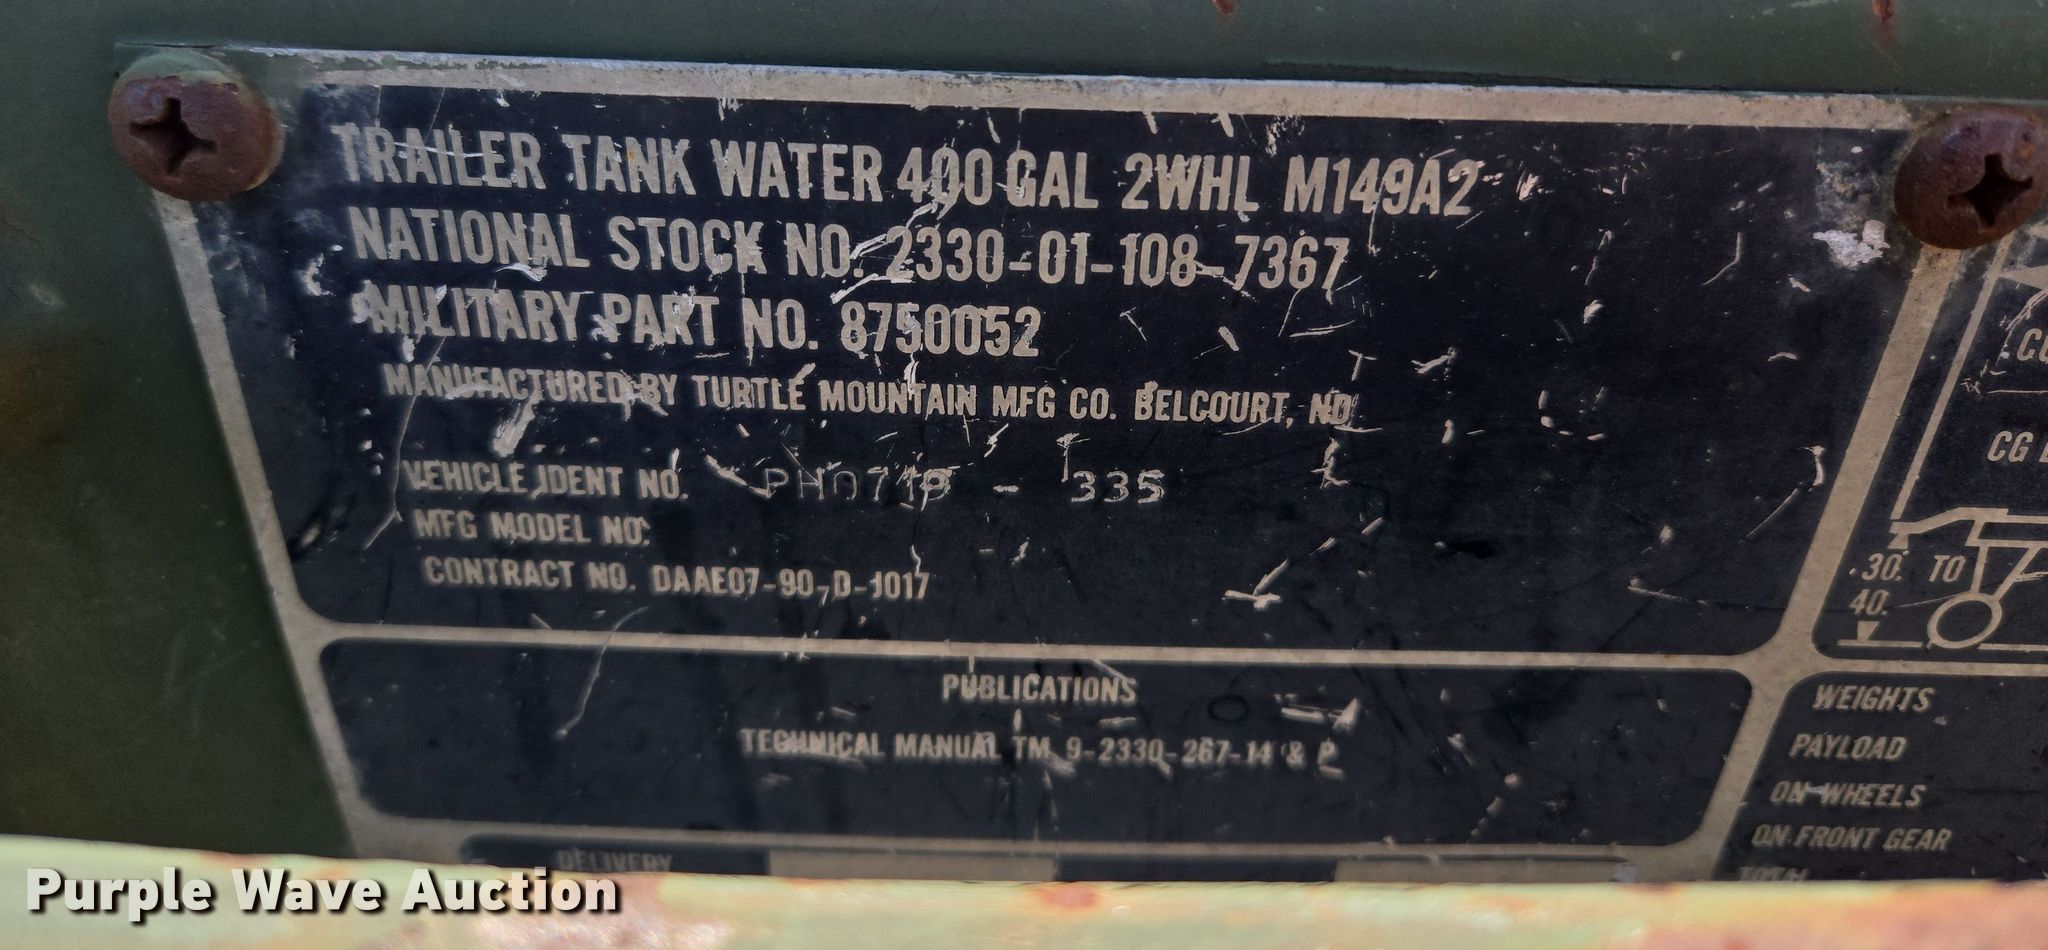 TRAILER TANK WATER 400 GAL 2WHL M149A2
NATIONAL STOCK NO. 2330-01-108-7367
MILITARY PART NO. 8750052
MANUFACTURED BY TURTLE MOUNTAIN MFG CO. BELCOURT, ND
VEHICLE IDENT NO. - 335
MFG MODEL NO.
CONTRACT NO. DAAE07-90-D-J017
PUBLICATIONS
TECHNICAL MANUAL TM 9-2330-267-14 & P
DELIVERY
CG
30. TO
40.
WEIGHTS
PAYLOAD
ON WHEELS
ON FRONT GEAR
TOTAL
Purple Wave Auction